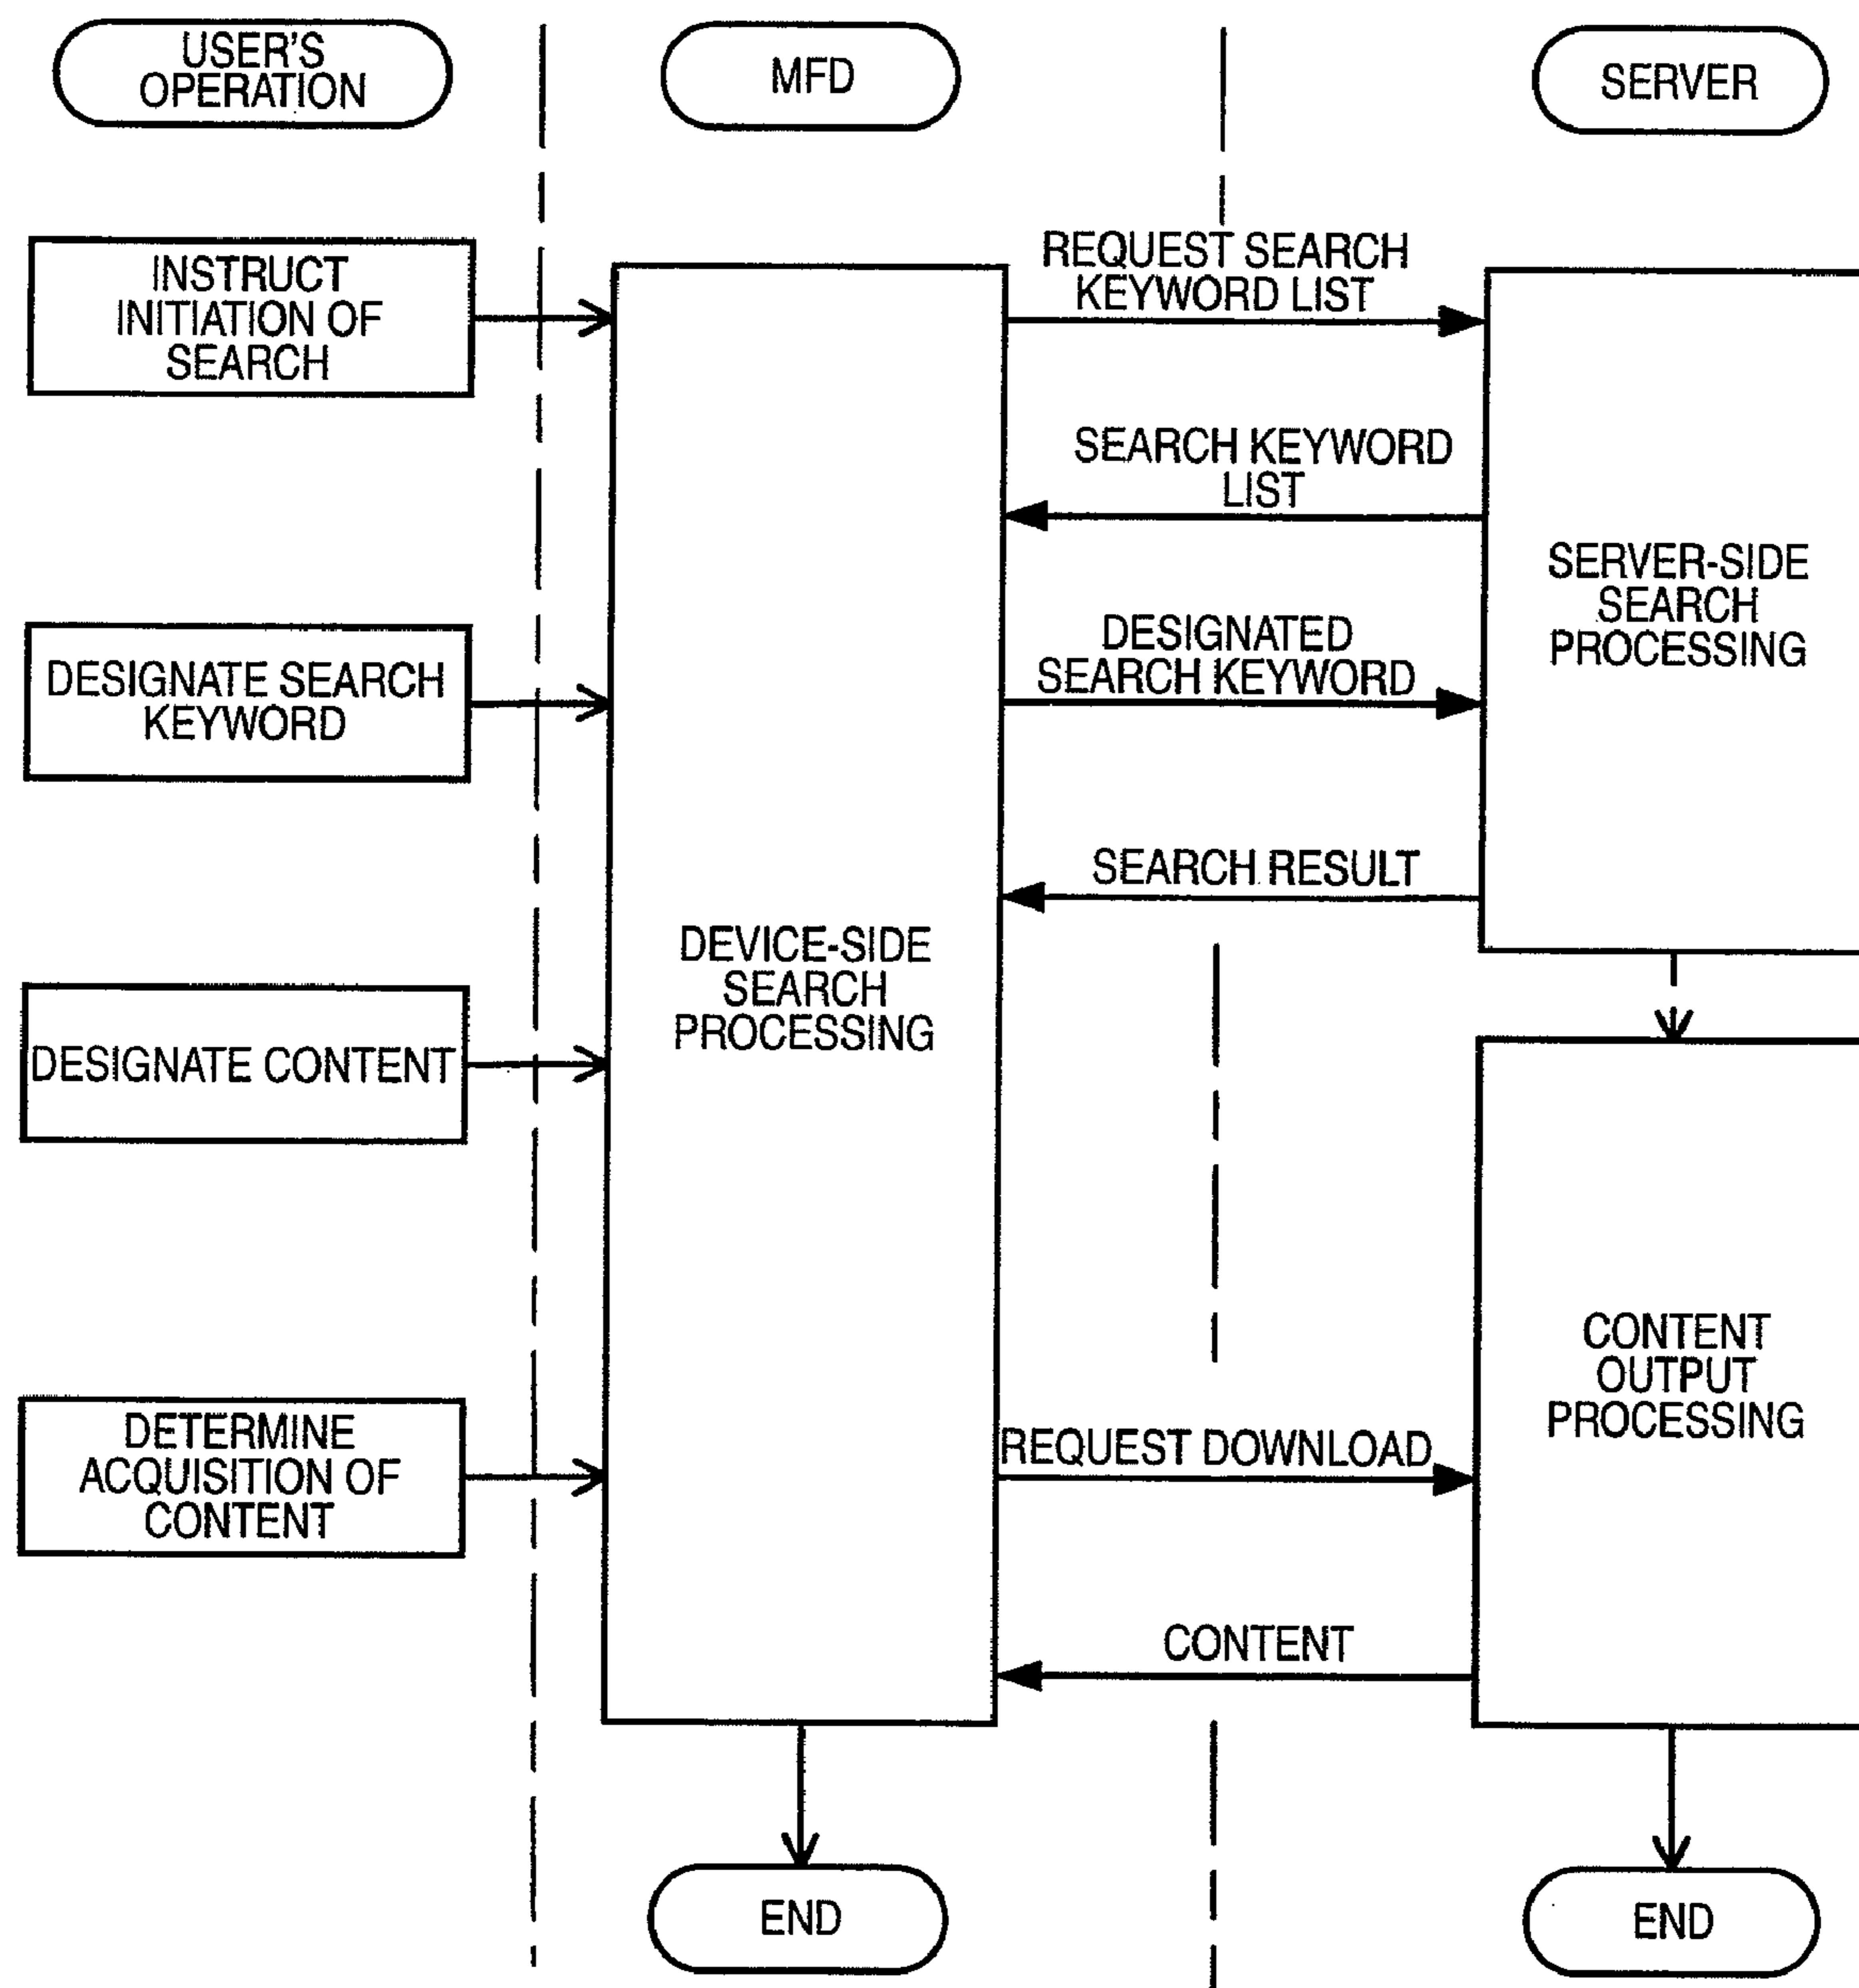 USER'S
OPERATION
MFD
SERVER
INSTRUCT
INITIATION OF
SEARCH
REQUEST SEARCH
KEYWORD LIST
SEARCH KEYWORD
LIST
SERVER-SIDE
SEARCH
PROCESSING
DESIGNATE SEARCH
KEYWORD
DESIGNATED
SEARCH KEYWORD
SEARCH RESULT
DEVICE-SIDE
SEARCH
PROCESSING
DESIGNATE CONTENT
CONTENT
OUTPUT
PROCESSING
DETERMINE
ACQUISITION OF
CONTENT
REQUEST DOWNLOAD
CONTENT
END
END